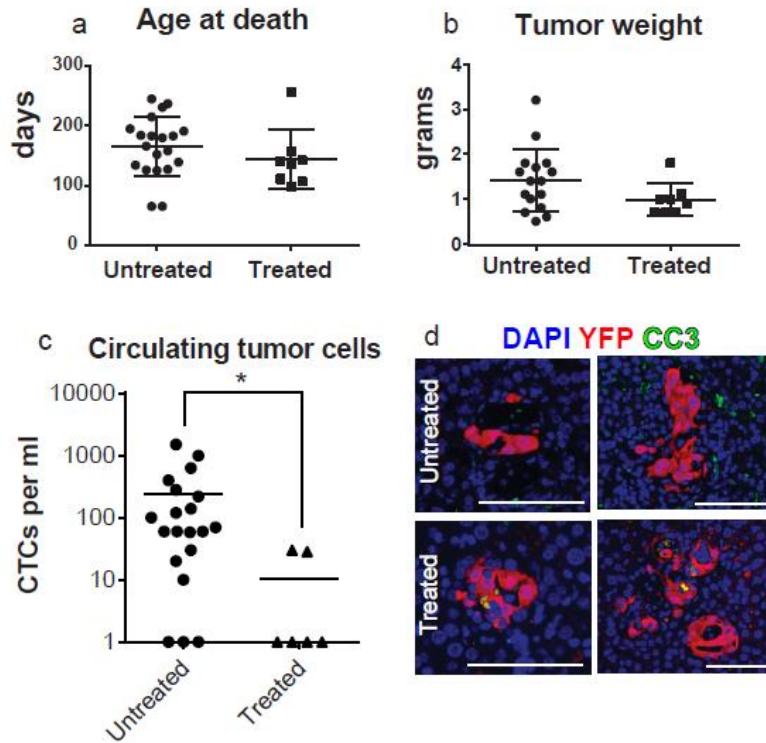 a Age at death
300
200
100
0
days
Untreated Treated
b Tumor weight
4
3
2
1
0
grams
Untreated Treated
c Circulating tumor cells
*
10000
1000
100
10
1
CTCs per ml
Untreated
Treated
d DAPI YFP CC3
Untreated
Treated